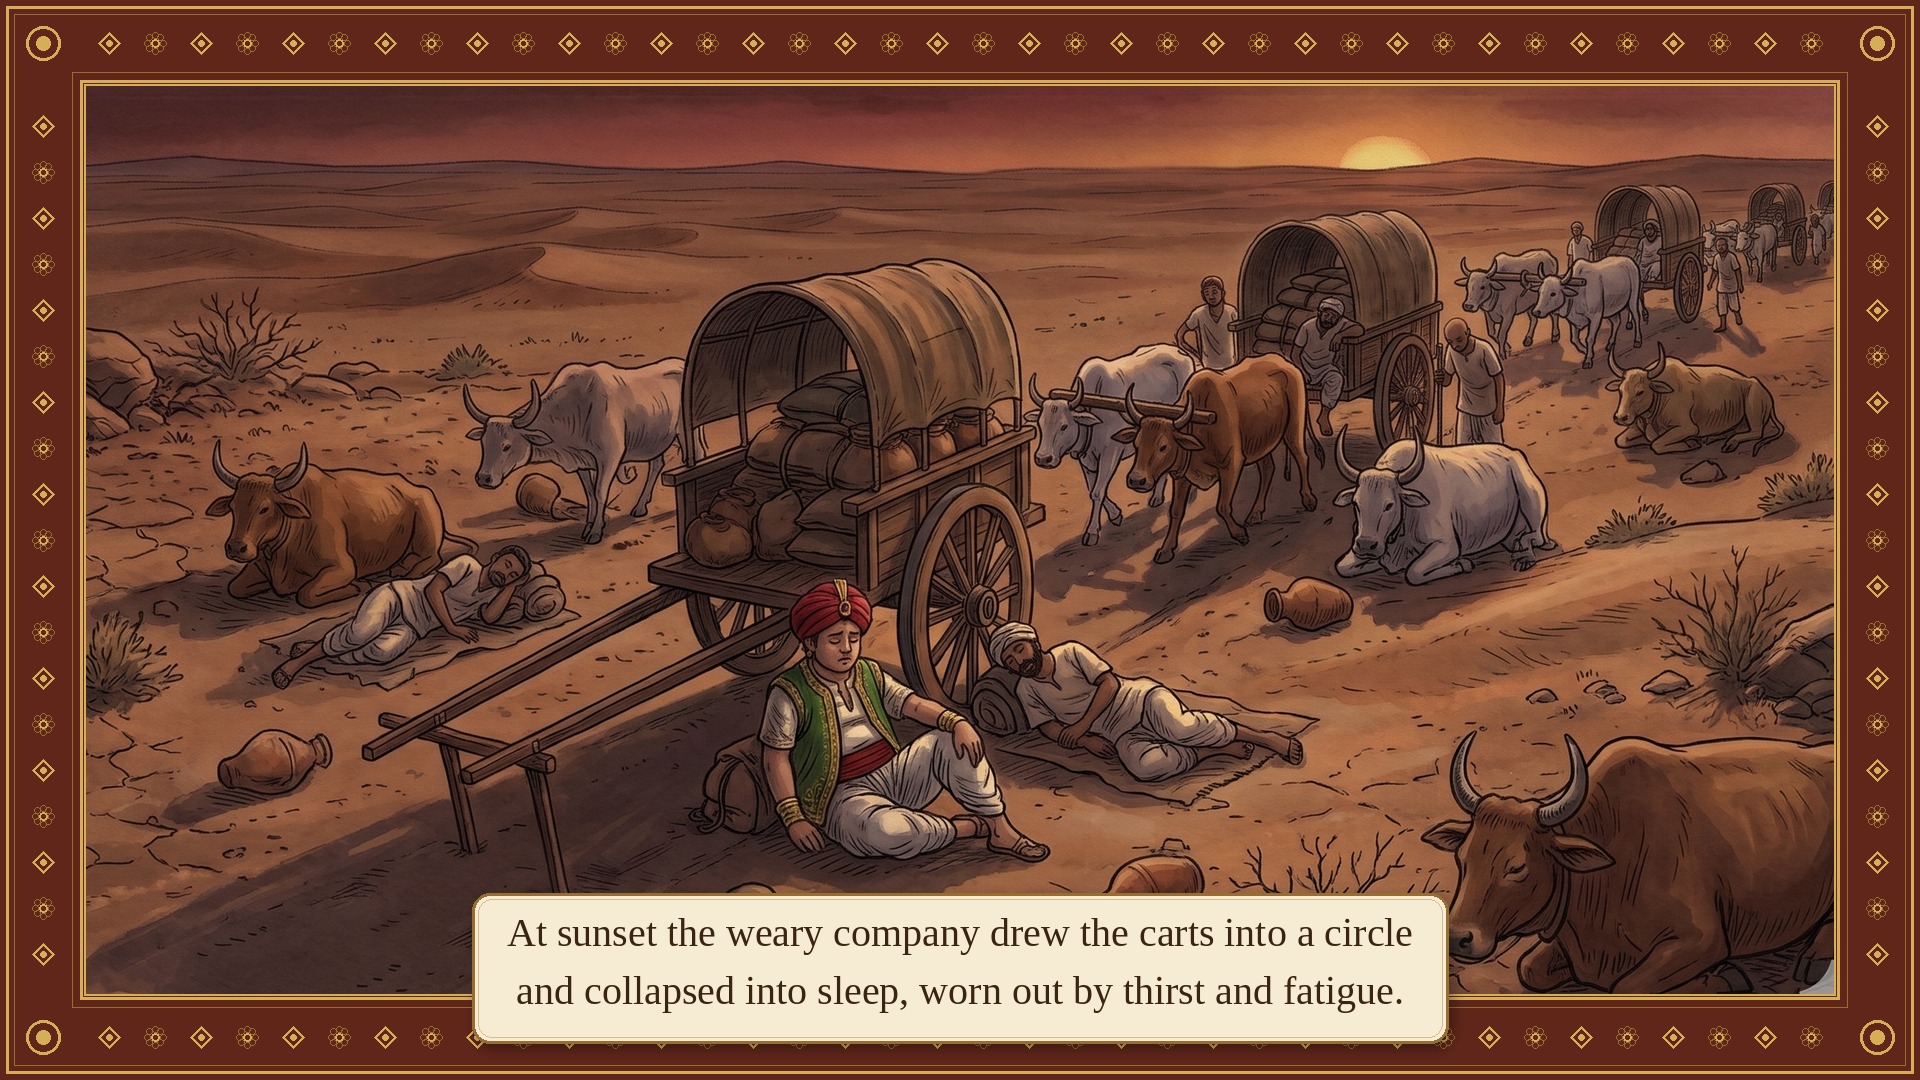 At sunset the weary company drew the carts into a circle
and collapsed into sleep, worn out by thirst and fatigue.